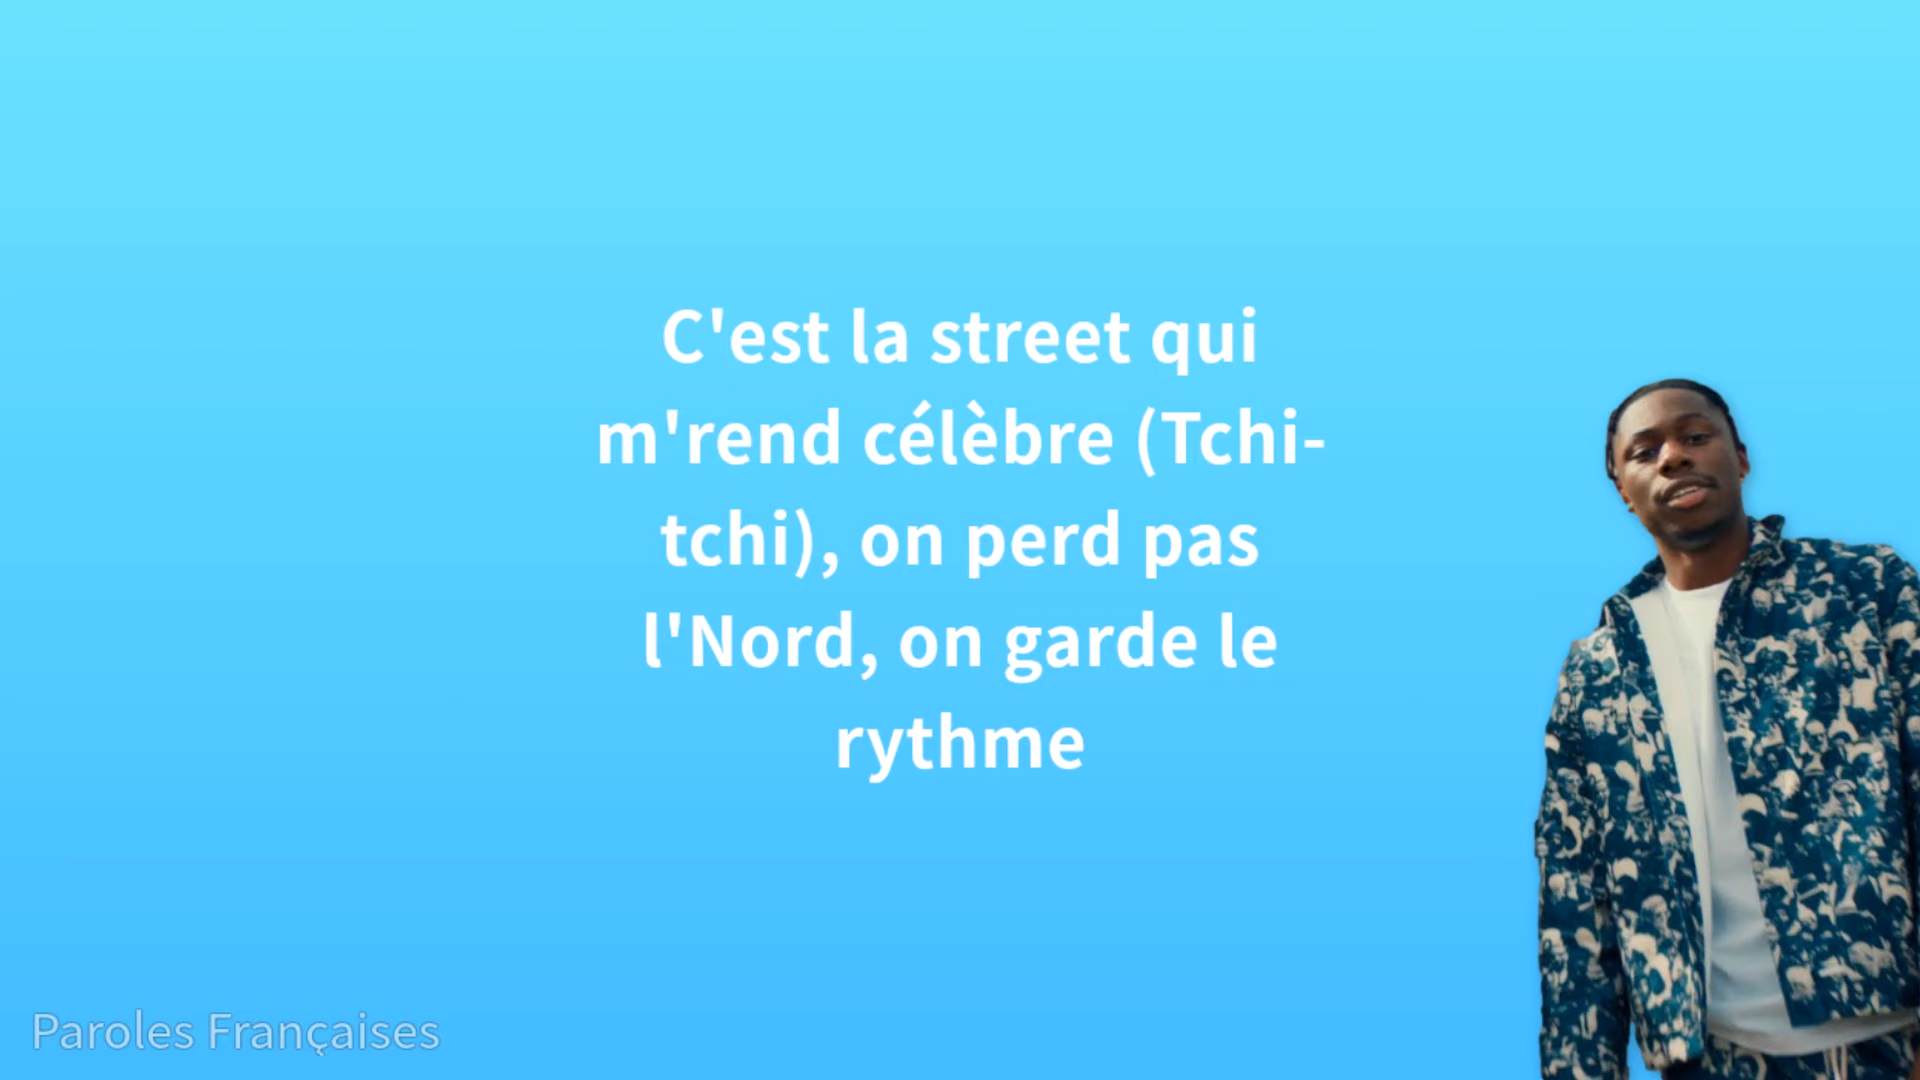 C'est la street qui
m'rend célèbre (Tchi-
tchi), on perd pas
l'Nord, on garde le
rythme
Paroles Françaises